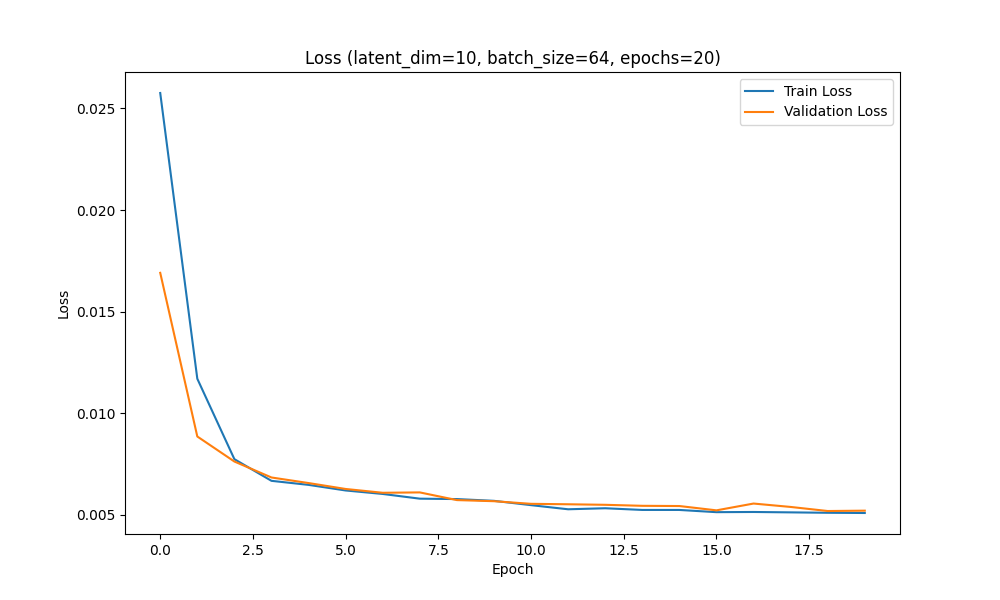 Loss (latent_dim=10, batch_size=64, epochs=20)
Train Loss
Validation Loss
0.025
0.020
0.015
0.010
0.005
Loss
0.0 2.5 5.0 7.5 10.0 12.5 15.0 17.5
Epoch